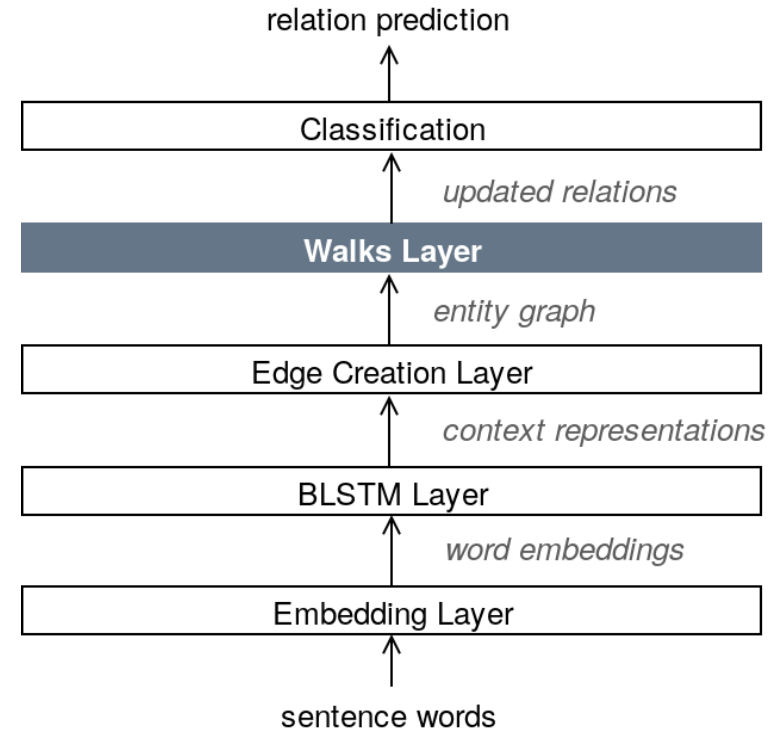 relation prediction
Classification
updated relations
Walks Layer
entity graph
Edge Creation Layer
context representations
BLSTM Layer
word embeddings
Embedding Layer
sentence words